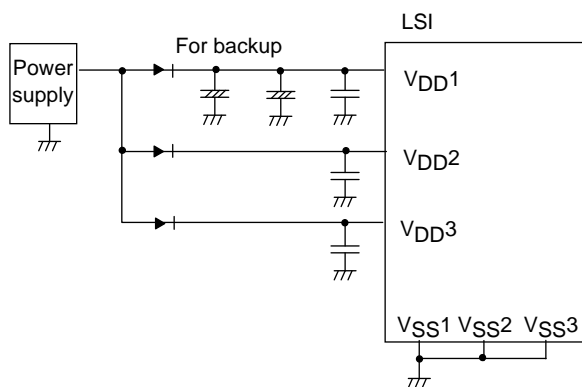 LSI
For backup
Power
supply
VDD1
VDD2
VDD3
VSS1 VSS2 VSS3